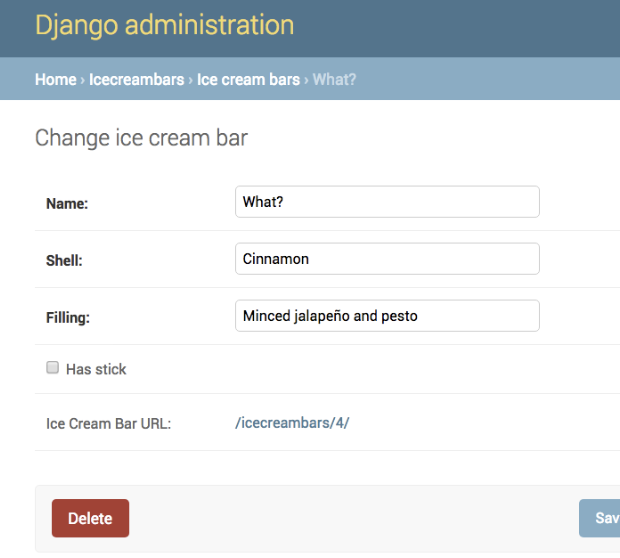 Django administration
Home › Icecreambars › Ice cream bars › What?
Change ice cream bar
Name: What?
Shell: Cinnamon
Filling: Minced jalapeño and pesto
Has stick
Ice Cream Bar URL: /icecreambars/4/
Delete Sav